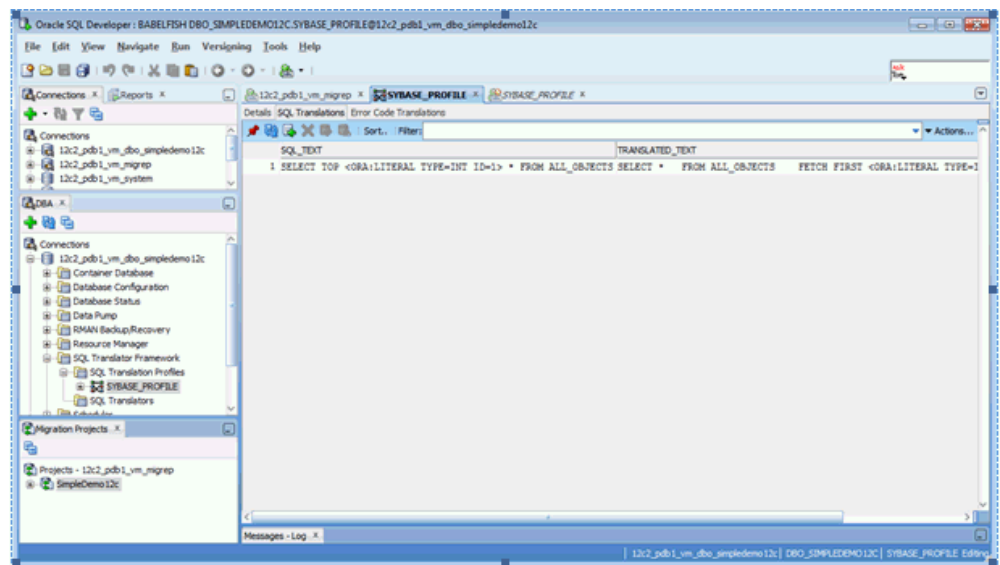 Oracle SQL Developer : BABELFISH DBO_SIMPLEDEMO12C.SYBASE_PROFILE@12c2_pdb1_vm_dbo_simpledemo12c
File Edit View Navigate Run Versioning Tools Help
Connections x Reports x
12c2_pdb1_vm_migrep x SYBASE_PROFILE x SYBASE_PROFILE x
Details SQL Translations Error Code Translations
Sort.. Filter: Actions...
SQL_TEXT TRANSLATED_TEXT
1 SELECT TOP <ORA:LITERAL TYPE=INT ID=1> * FROM ALL_OBJECTS SELECT * FROM ALL_OBJECTS FETCH FIRST <ORA:LITERAL TYPE=I
Connections
12c2_pdb1_vm_dbo_simpledemo12c
12c2_pdb1_vm_migrep
12c2_pdb1_vm_system
DBA x
Connections
12c2_pdb1_vm_dbo_simpledemo12c
Container Database
Database Configuration
Database Status
Data Pump
RMAN Backup/Recovery
Resource Manager
SQL Translator Framework
SQL Translation Profiles
SYBASE_PROFILE
SQL Translators
Scheduler
Migration Projects x
Projects - 12c2_pdb1_vm_migrep
SimpleDemo12c
Messages - Log x
12c2_pdb1_vm_dbo_simpledemo12c | DBO_SIMPLEDEMO12C | SYBASE_PROFILE Editing